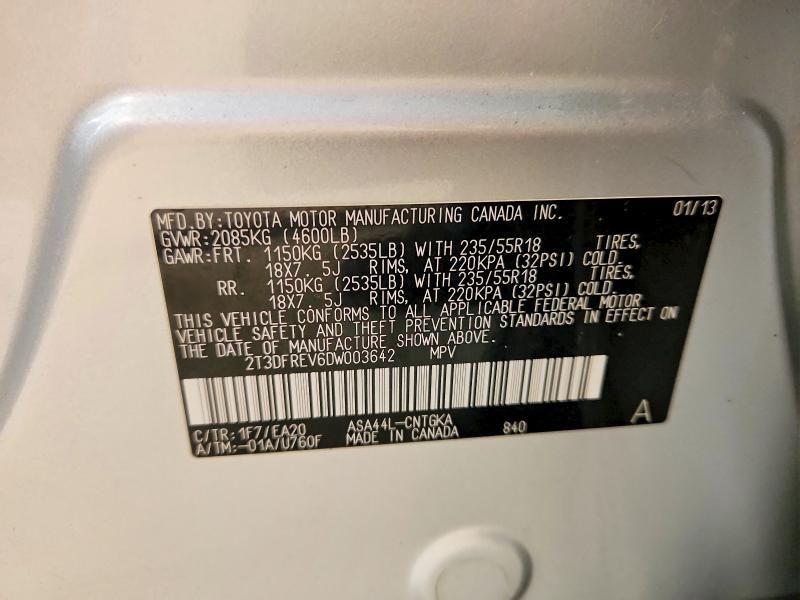 MFD. BY: TOYOTA MOTOR MANUFACTURING CANADA INC. 01/13
GVWR: 2085KG (4600LB)
GAWR: FRT. 1150KG (2535LB) WITH 235/55R18 TIRES,
18X7. 5J RIMS, AT 220KPA (32PSI) COLD.
RR. 1150KG (2535LB) WITH 235/55R18 TIRES,
18X7. 5J RIMS, AT 220KPA (32PSI) COLD.
THIS VEHICLE CONFORMS TO ALL APPLICABLE FEDERAL MOTOR
VEHICLE SAFETY AND THEFT PREVENTION STANDARDS IN EFFECT ON
THE DATE OF MANUFACTURE SHOWN ABOVE.
2T3DFREV6DW003642 MPV
C/TR: 1F7/EA20 ASA44L-CNTGKA 840 A
A/TM:-01A/U760F MADE IN CANADA